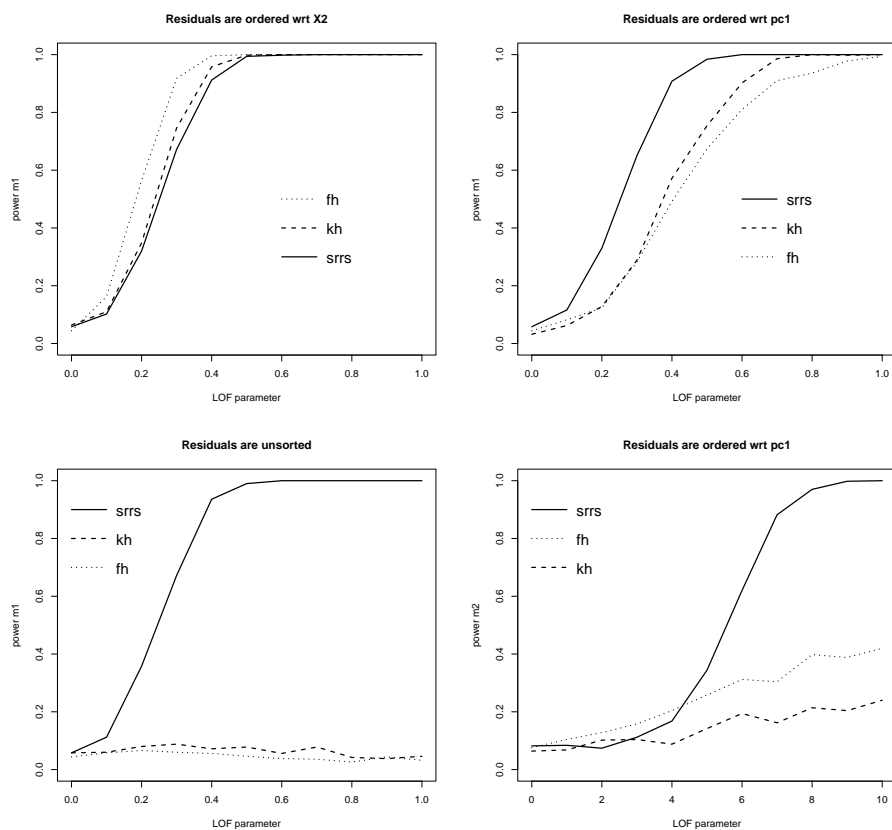 Residuals are ordered wrt X2
power m1
1.0
0.8
0.6
0.4
0.2
0.0
fh
kh
srrs
0.0 0.2 0.4 0.6 0.8 1.0
LOF parameter
Residuals are ordered wrt pc1
power m1
1.0
0.8
0.6
0.4
0.2
0.0
srrs
kh
fh
0.0 0.2 0.4 0.6 0.8 1.0
LOF parameter
Residuals are unsorted
power m1
1.0
0.8
0.6
0.4
0.2
0.0
srrs
kh
fh
0.0 0.2 0.4 0.6 0.8 1.0
LOF parameter
Residuals are ordered wrt pc1
power m2
1.0
0.8
0.6
0.4
0.2
0.0
srrs
fh
kh
0 2 4 6 8 10
LOF parameter